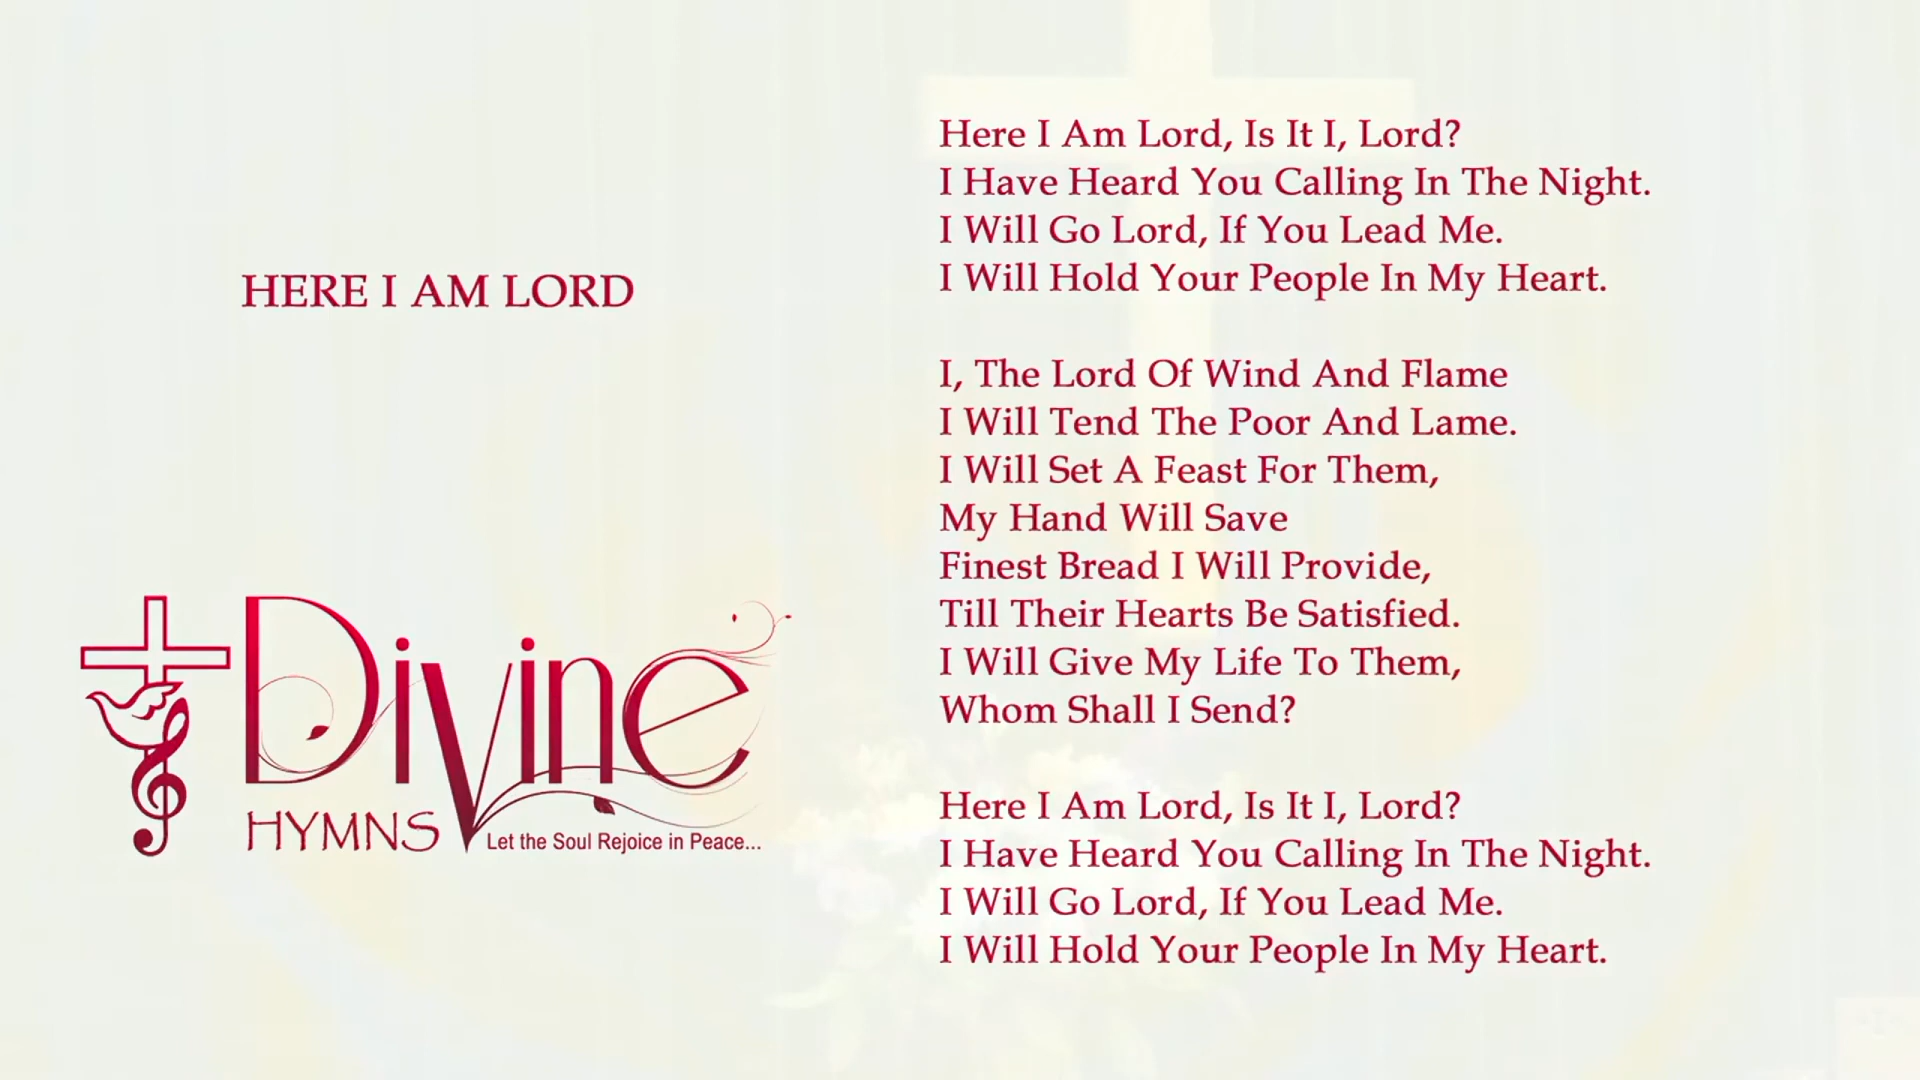 HERE I AM LORD
Divine
HYMNS
Let the Soul Rejoice in Peace...
Here I Am Lord, Is It I, Lord?
I Have Heard You Calling In The Night.
I Will Go Lord, If You Lead Me.
I Will Hold Your People In My Heart.
I, The Lord Of Wind And Flame
I Will Tend The Poor And Lame.
I Will Set A Feast For Them,
My Hand Will Save
Finest Bread I Will Provide,
Till Their Hearts Be Satisfied.
I Will Give My Life To Them,
Whom Shall I Send?
Here I Am Lord, Is It I, Lord?
I Have Heard You Calling In The Night.
I Will Go Lord, If You Lead Me.
I Will Hold Your People In My Heart.